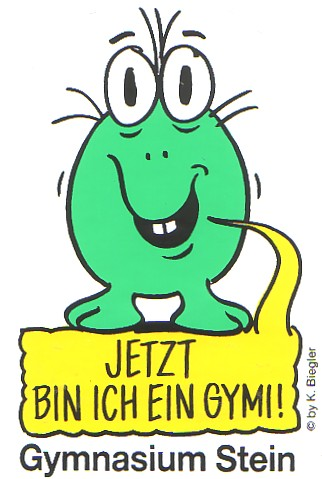 JETZT
BIN ICH EIN GYMI!
Gymnasium Stein
© by K. Biegler